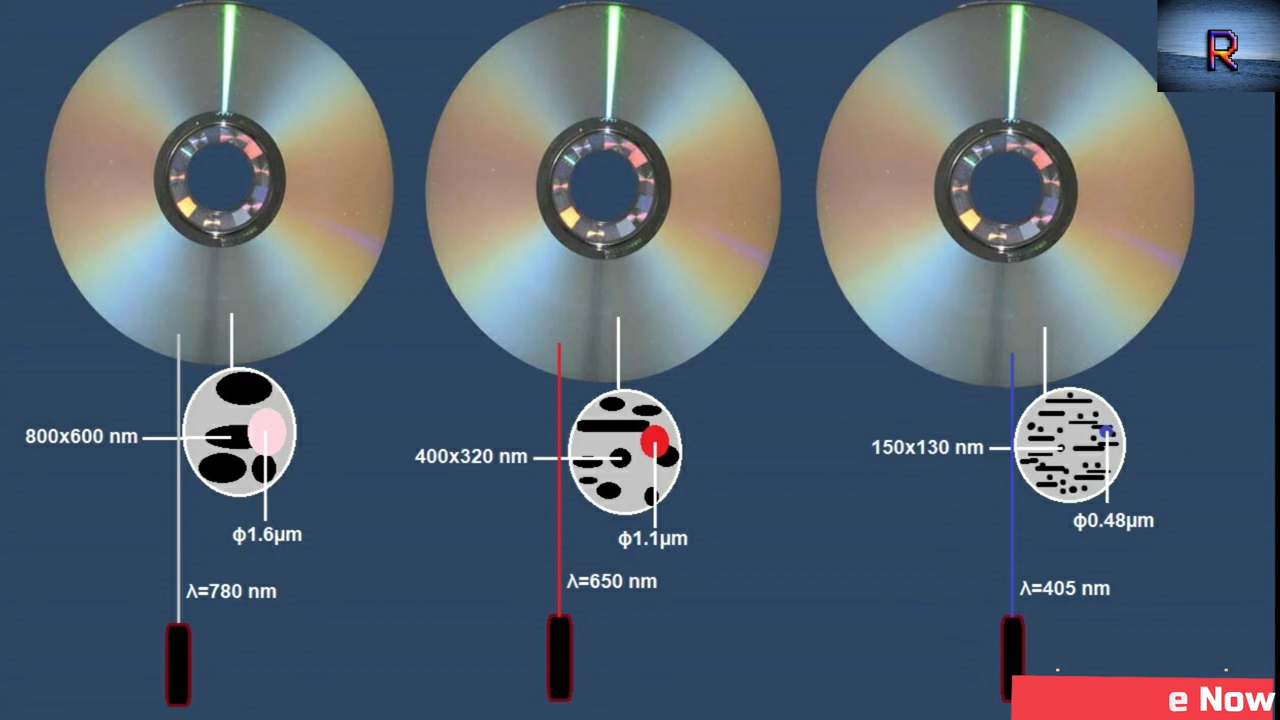 R
800x600 nm
ϕ1.6µm
λ=780 nm
400x320 nm
ϕ1.1µm
λ=650 nm
150x130 nm
ϕ0.48µm
λ=405 nm
e Now